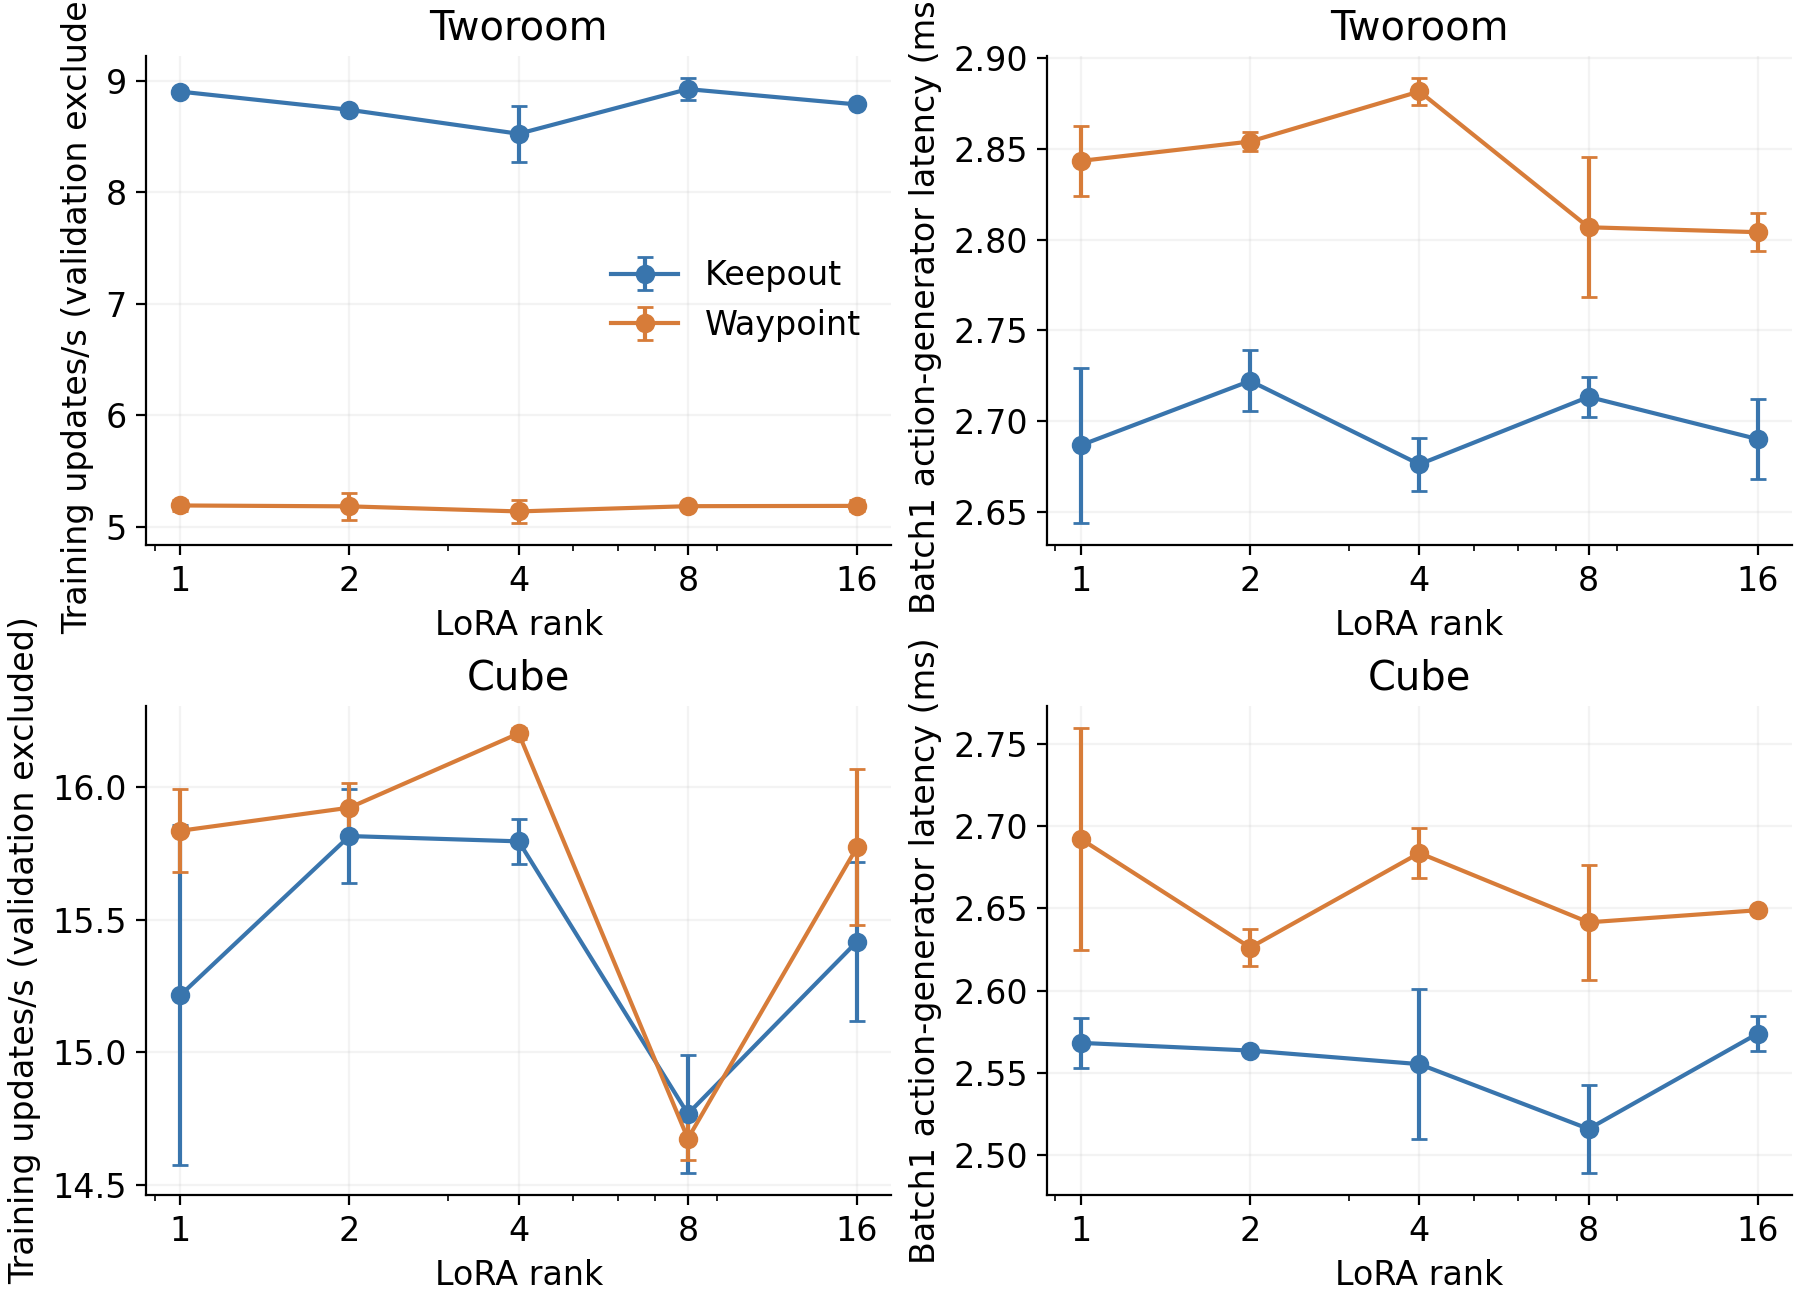 Tworoom
Training updates/s (validation exclude
9
8
7
6
5
Keepout
Waypoint
1 2 4 8 16
LoRA rank
Tworoom
Batch1 action-generator latency (ms
2.90
2.85
2.80
2.75
2.70
2.65
1 2 4 8 16
LoRA rank
Cube
Training updates/s (validation excluded)
16.0
15.5
15.0
14.5
1 2 4 8 16
LoRA rank
Cube
Batch1 action-generator latency (ms)
2.75
2.70
2.65
2.60
2.55
2.50
1 2 4 8 16
LoRA rank